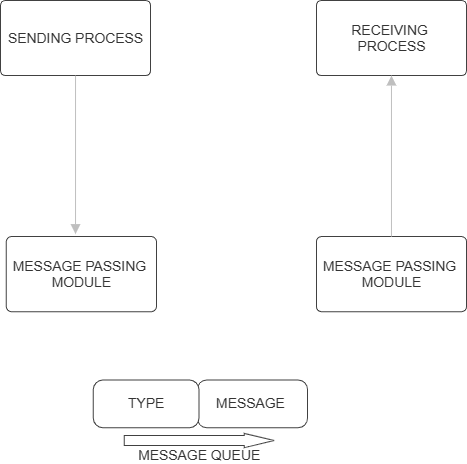 SENDING PROCESS
RECEIVING
PROCESS
MESSAGE PASSING
MODULE
MESSAGE PASSING
MODULE
TYPE
MESSAGE
MESSAGE QUEUE